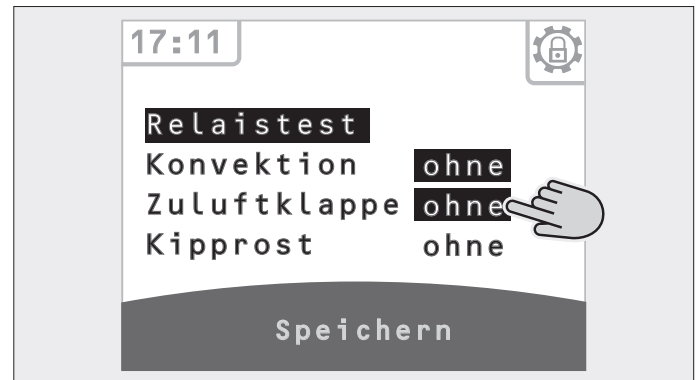 17:11
Relaistest
Konvektion ohne
Zuluftklappe ohne
Kipprost ohne
Speichern